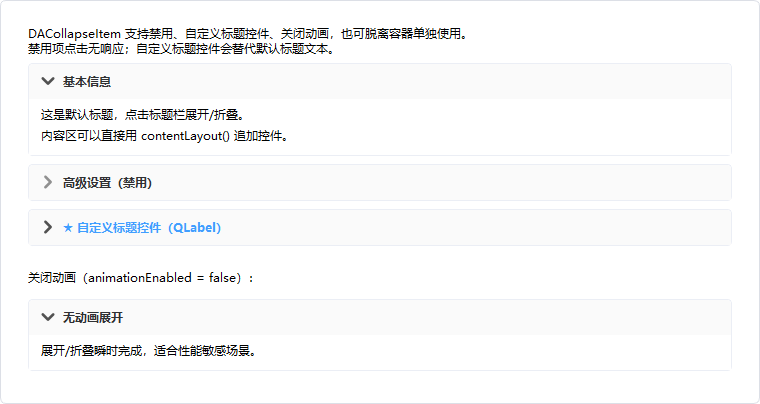 DACollapseItem 支持禁用、自定义标题控件、关闭动画，也可脱离容器单独使用。
禁用项点击无响应；自定义标题控件会替代默认标题文本。
基本信息
这是默认标题，点击标题栏展开/折叠。
内容区可以直接用 contentLayout() 追加控件。
高级设置（禁用）
★ 自定义标题控件（QLabel）
关闭动画（animationEnabled = false）：
无动画展开
展开/折叠瞬时完成，适合性能敏感场景。